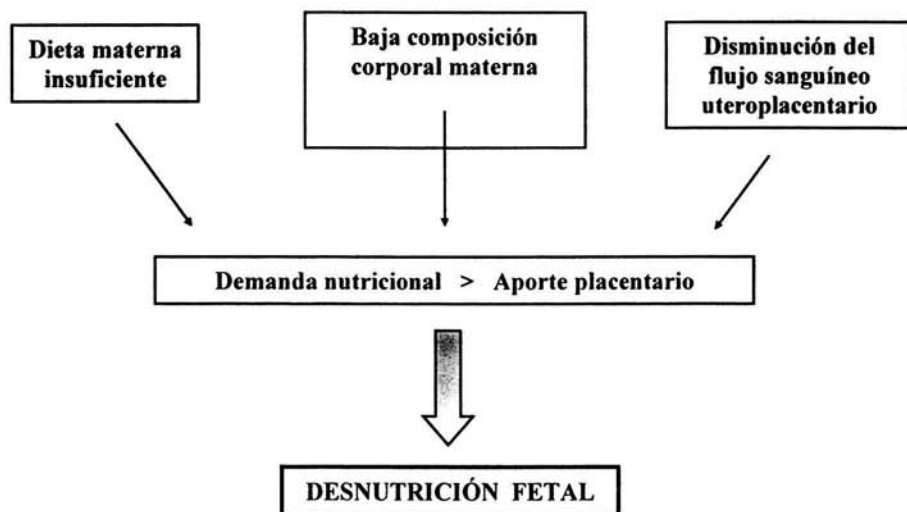 Dieta materna
insuficiente
Baja composición
corporal materna
Disminución del
flujo sanguíneo
uteroplacentario
Demanda nutricional > Aporte placentario
DESNUTRICIÓN FETAL